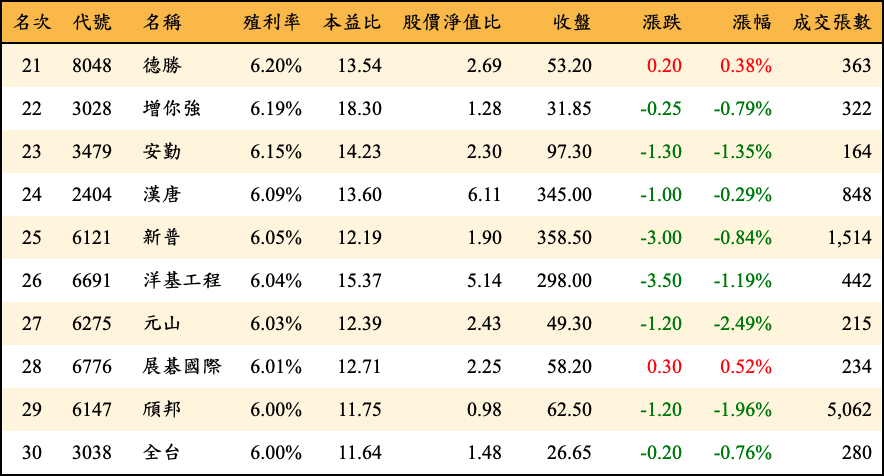 名次 代號 名稱 殖利率 本益比 股價淨值比 收盤 漲跌 漲幅 成交張數
21 8048 德勝 6.20% 13.54 2.69 53.20 0.20 0.38% 363
22 3028 增你強 6.19% 18.30 1.28 31.85 -0.25 -0.79% 322
23 3479 安勤 6.15% 14.23 2.30 97.30 -1.30 -1.35% 164
24 2404 漢唐 6.09% 13.60 6.11 345.00 -1.00 -0.29% 848
25 6121 新普 6.05% 12.19 1.90 358.50 -3.00 -0.84% 1,514
26 6691 洋基工程 6.04% 15.37 5.14 298.00 -3.50 -1.19% 442
27 6275 元山 6.03% 12.39 2.43 49.30 -1.20 -2.49% 215
28 6776 展碁國際 6.01% 12.71 2.25 58.20 0.30 0.52% 234
29 6147 頎邦 6.00% 11.75 0.98 62.50 -1.20 -1.96% 5,062
30 3038 全台 6.00% 11.64 1.48 26.65 -0.20 -0.76% 280